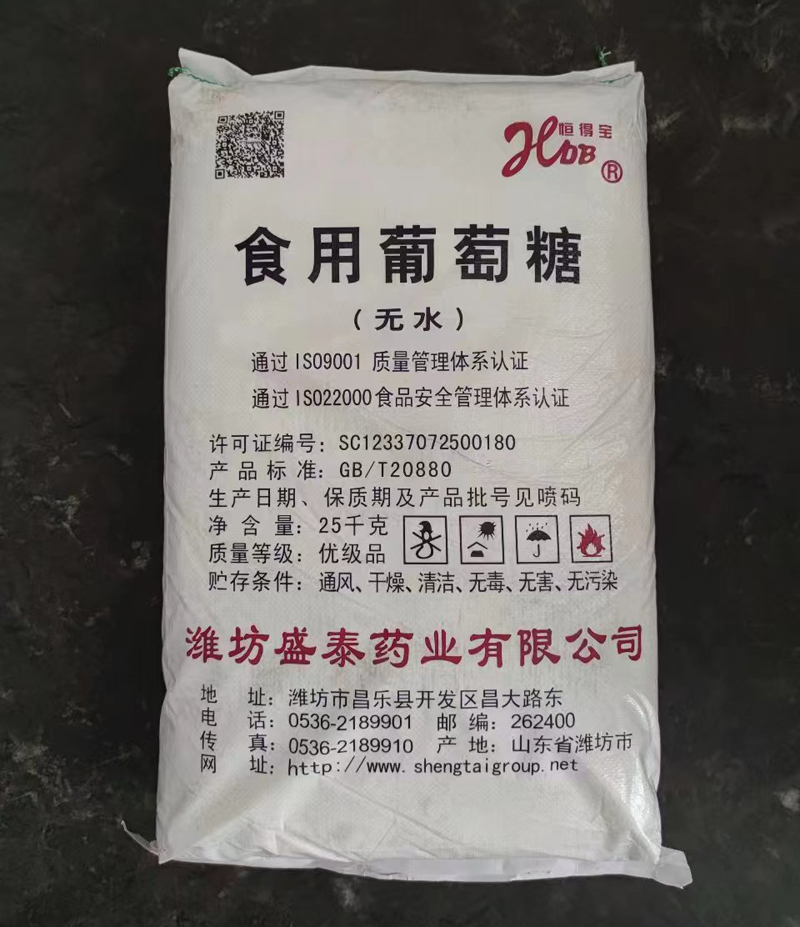 恒得宝
HDB®
食用葡萄糖
（无水）
通过ISO9001 质量管理体系认证
通过ISO22000食品安全管理体系认证
许可证编号：SC12337072500180
产品标准：GB/T20880
生产日期、保质期及产品批号见喷码
净含量：25千克
质量等级：优级品
贮存条件：通风、干燥、清洁、无毒、无害、无污染
潍坊盛泰药业有限公司
地址：潍坊市昌乐县开发区昌大路东
电话：0536-2189901 邮编：262400
传真：0536-2189910 产地：山东省潍坊市
网址：http://www.shengtaigroup.net